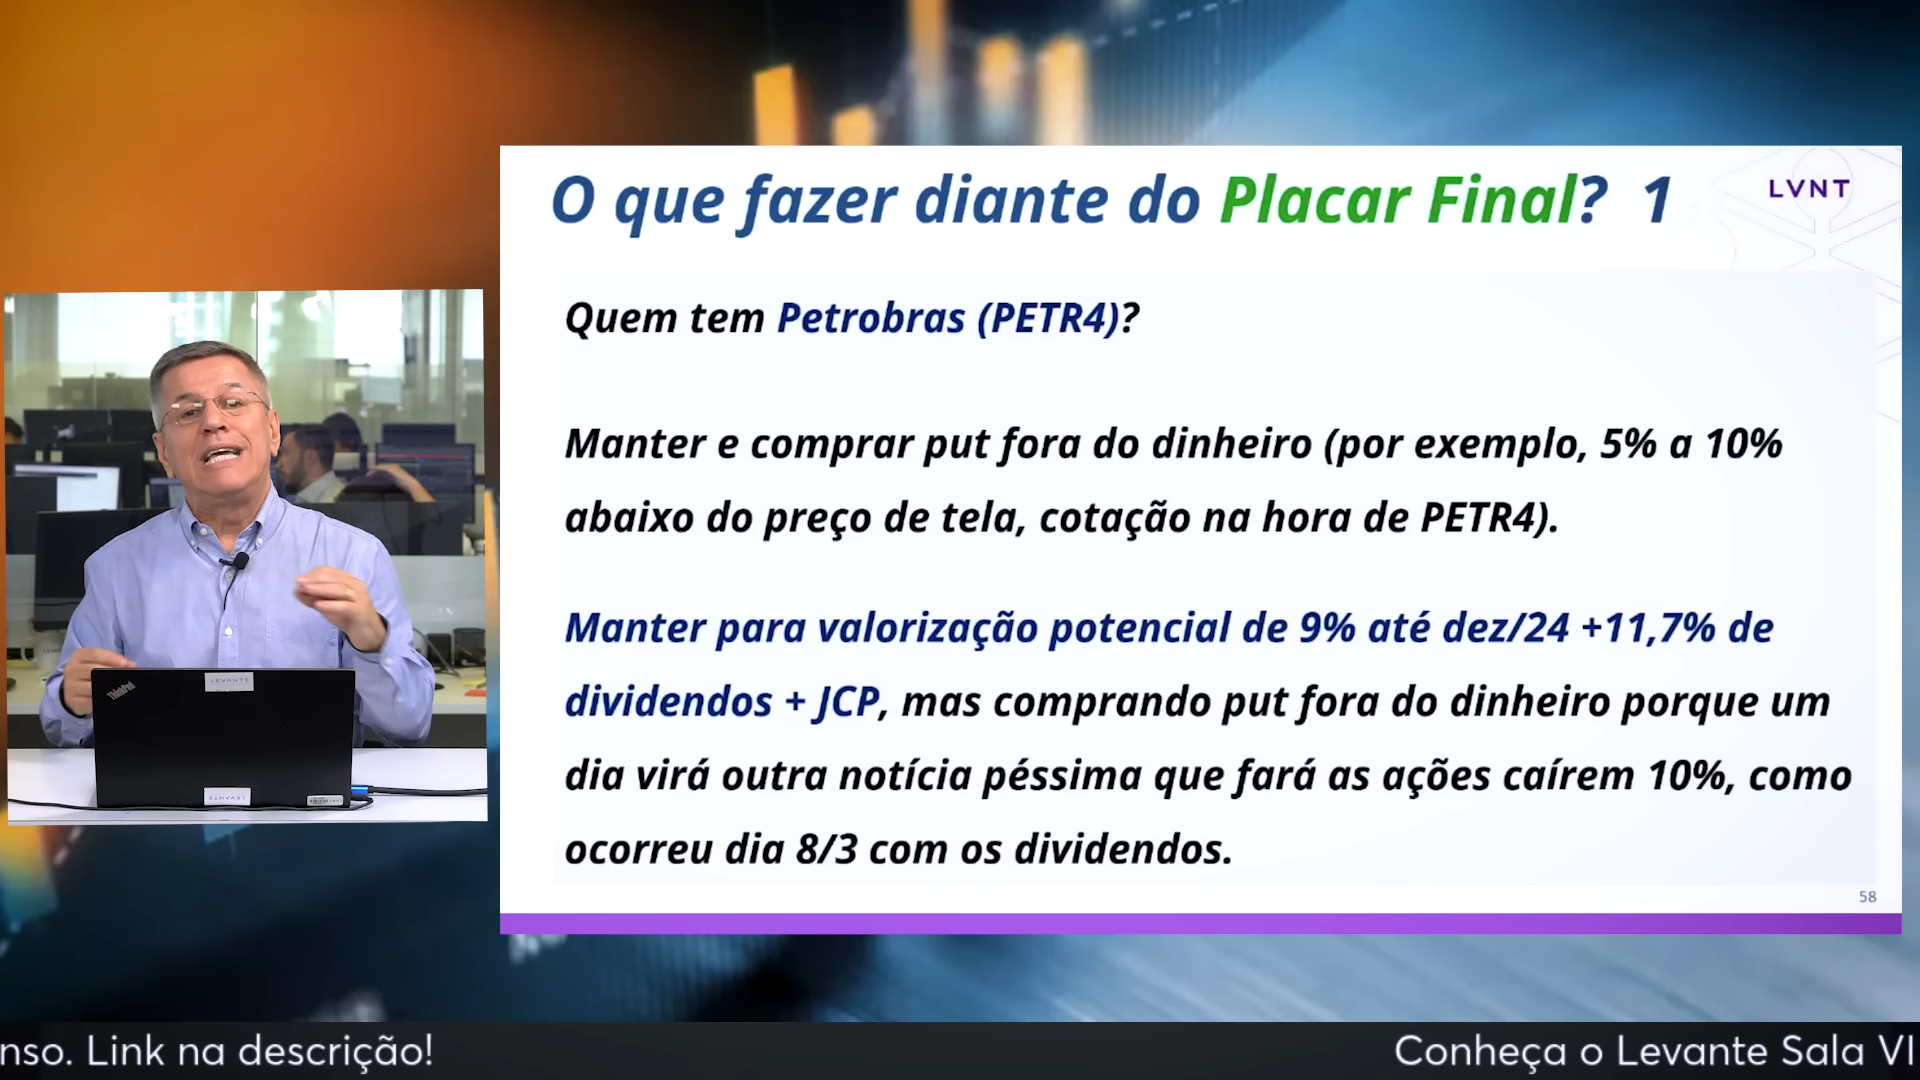 O que fazer diante do Placar Final? 1
LVNT
Quem tem Petrobras (PETR4)?
Manter e comprar put fora do dinheiro (por exemplo, 5% a 10%
abaixo do preço de tela, cotação na hora de PETR4).
Manter para valorização potencial de 9% até dez/24 +11,7% de
dividendos + JCP, mas comprando put fora do dinheiro porque um
dia virá outra notícia péssima que fará as ações caírem 10%, como
ocorreu dia 8/3 com os dividendos.
58
ThinkPad
LEVANTE
LEVANTE
nso. Link na descrição!
Conheça o Levante Sala VI